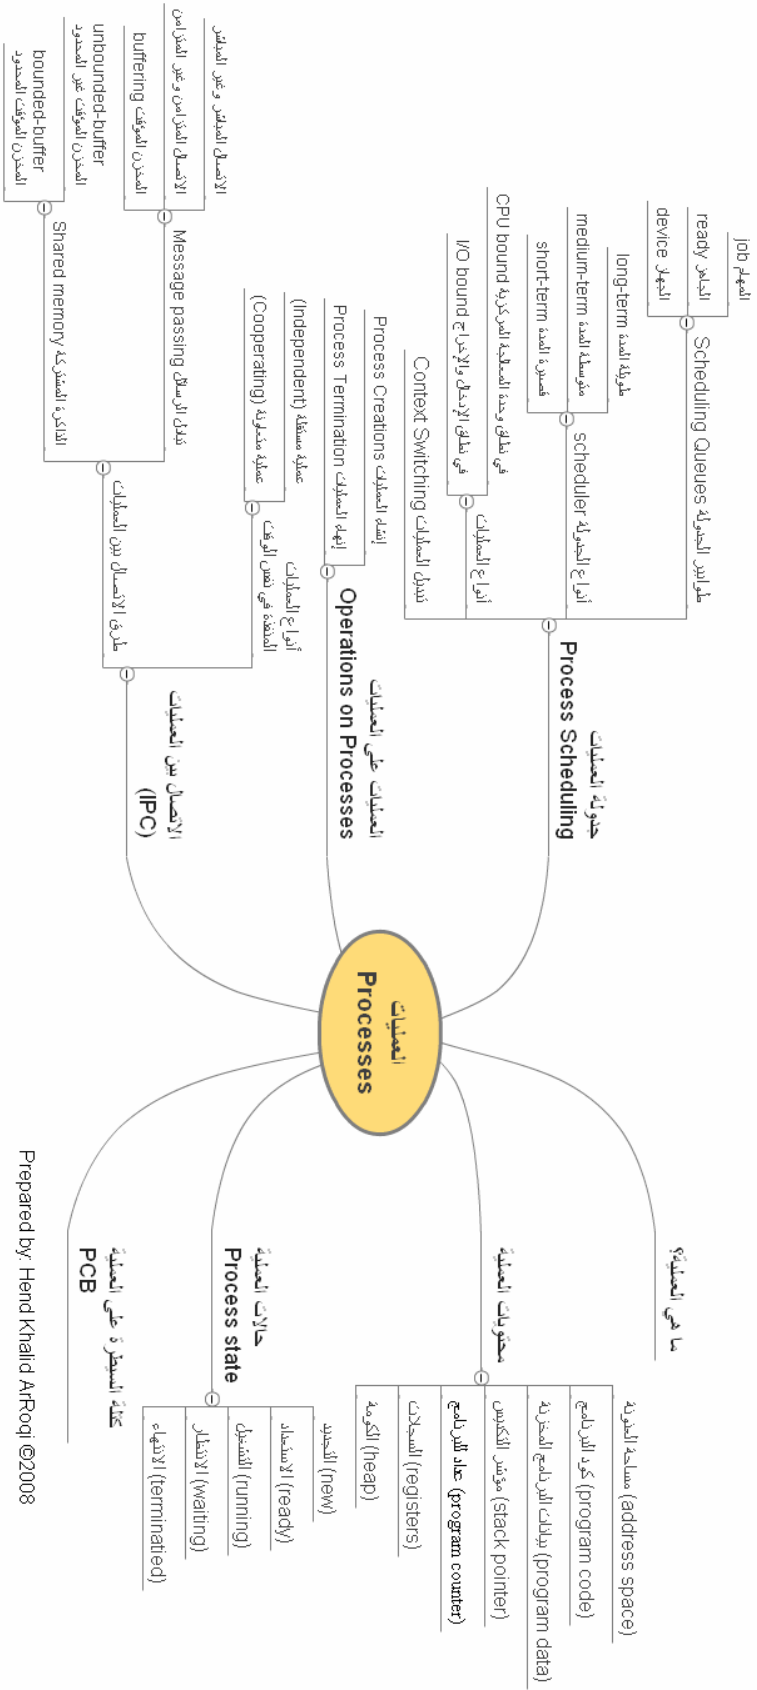 العمليات
Processes
ما هي العملية؟
محتويات العملية
مساحة العنونة (address space)
كود البرنامج (program code)
بيانات البرنامج المخزنة (program data)
مؤشر التكديس (stack pointer)
عداد البرنامج (program counter)
السجلات (registers)
الكومة (heap)
حالات العملية
Process state
التجديد (new)
الاستعداد (ready)
التشغيل (running)
الانتظار (waiting)
الانتهاء (terminatied)
كتلة السيطرة على العملية
PCB
جدولة العمليات
Process Scheduling
طوابير الجدولة Scheduling Queues
المهام job
الجاهز ready
الجهاز device
أنواع الجدولة scheduler
طويلة المدة long-term
متوسطة المدة medium-term
قصيرة المدة short-term
أنواع العمليات
في نطاق وحدة المعالجة المركزية CPU bound
في نطاق الإدخال والإخراج I/O bound
تبديل العمليات Context Switching
العمليات على العمليات
Operations on Processes
إنشاء العمليات Process Creations
إنهاء العمليات Process Termination
الاتصال بين العمليات
(IPC)
أنواع العمليات
المنفذة في نفس الوقت
عملية مستقلة (Independent)
عملية متعاونة (Cooperating)
طرق الاتصال بين العمليات
تبادل الرسائل Message passing
الاتصال المباشر وغير المباشر
الاتصال المتزامن وغير المتزامن
المخزن المؤقت buffering
الذاكرة المشتركة Shared memory
unbounded-buffer
المخزن المؤقت غير المحدود
bounded-buffer
المخزن المؤقت المحدود
Prepared by: Hend Khalid ArRoqi ©2008